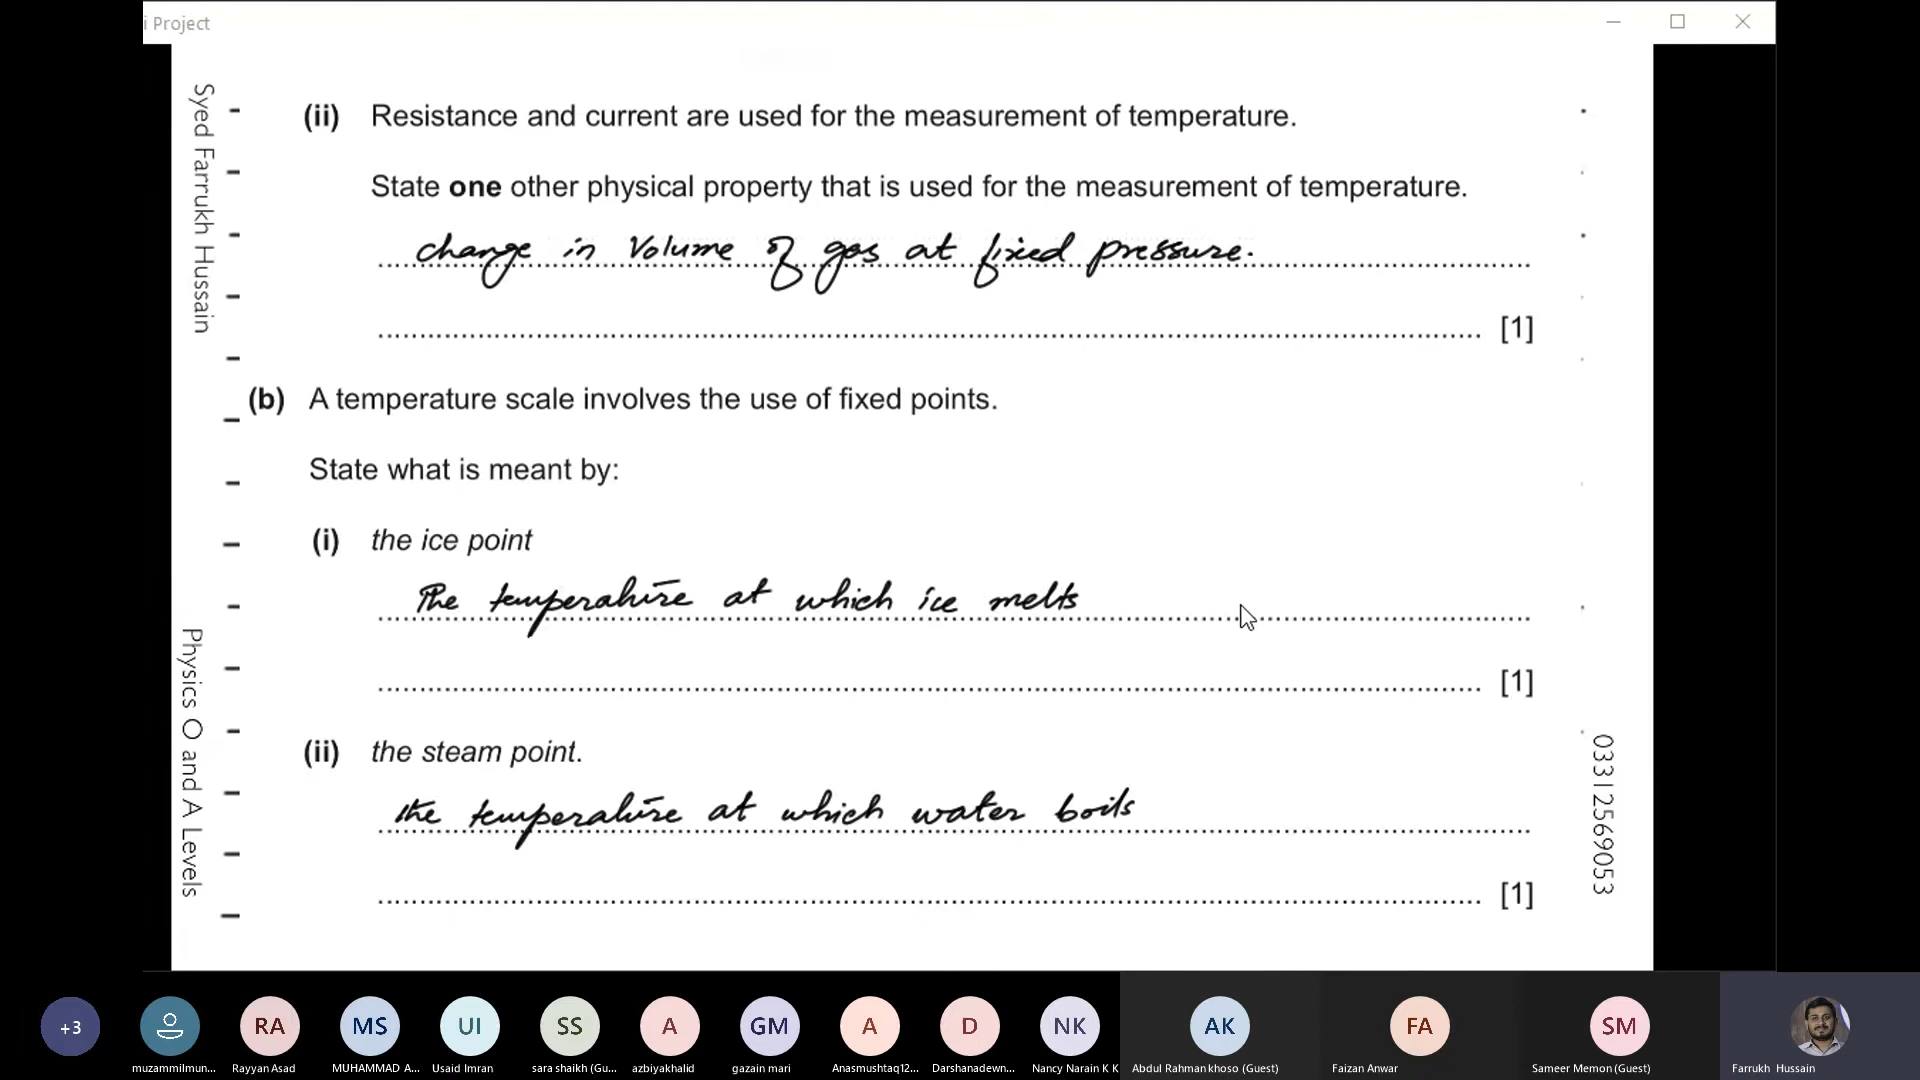 i Project
Syed Farrukh Hussain
Physics O and A Levels
(ii) Resistance and current are used for the measurement of temperature.
State one other physical property that is used for the measurement of temperature.
change in Volume of gas at fixed pressure.
[1]
(b) A temperature scale involves the use of fixed points.
State what is meant by:
(i) the ice point
The temperature at which ice melts
[1]
(ii) the steam point.
the temperature at which water boils
[1]
03312569053
+3
RA
MS
UI
SS
A
GM
A
D
NK
AK
FA
SM
muzammilmun...
Rayyan Asad
MUHAMMAD A...
Usaid Imran
sara shaikh (Gu...
azbiyakhalid
gazain mari
Anasmushtaq12...
Darshanadewn...
Nancy Narain K K
Abdul Rahman khoso (Guest)
Faizan Anwar
Sameer Memon (Guest)
Farrukh Hussain